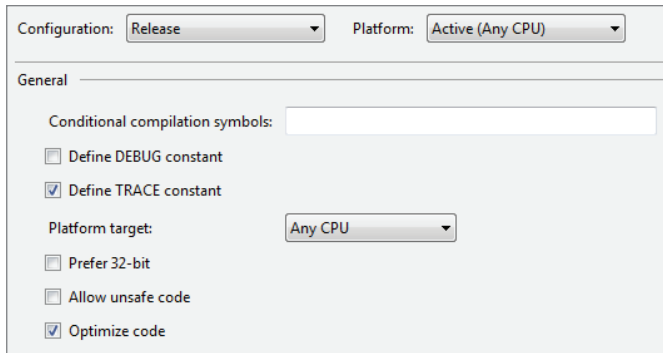 Configuration: Release Platform: Active (Any CPU)
General
Conditional compilation symbols:
Define DEBUG constant
Define TRACE constant
Platform target: Any CPU
Prefer 32-bit
Allow unsafe code
Optimize code